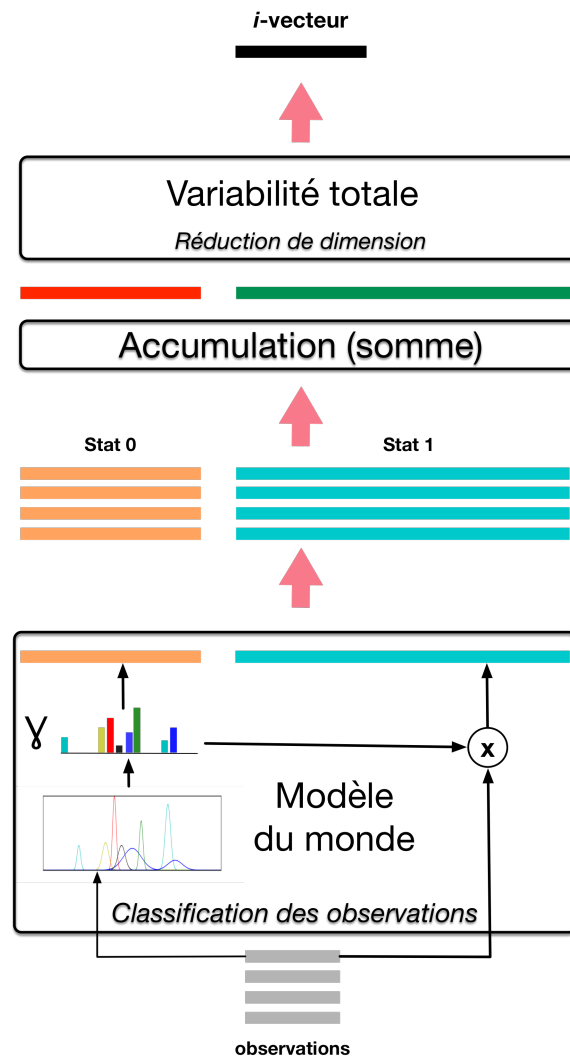 i-vecteur
Variabilité totale
Réduction de dimension
Accumulation (somme)
Stat 0
Stat 1
γ
x
Modèle
du monde
Classification des observations
observations